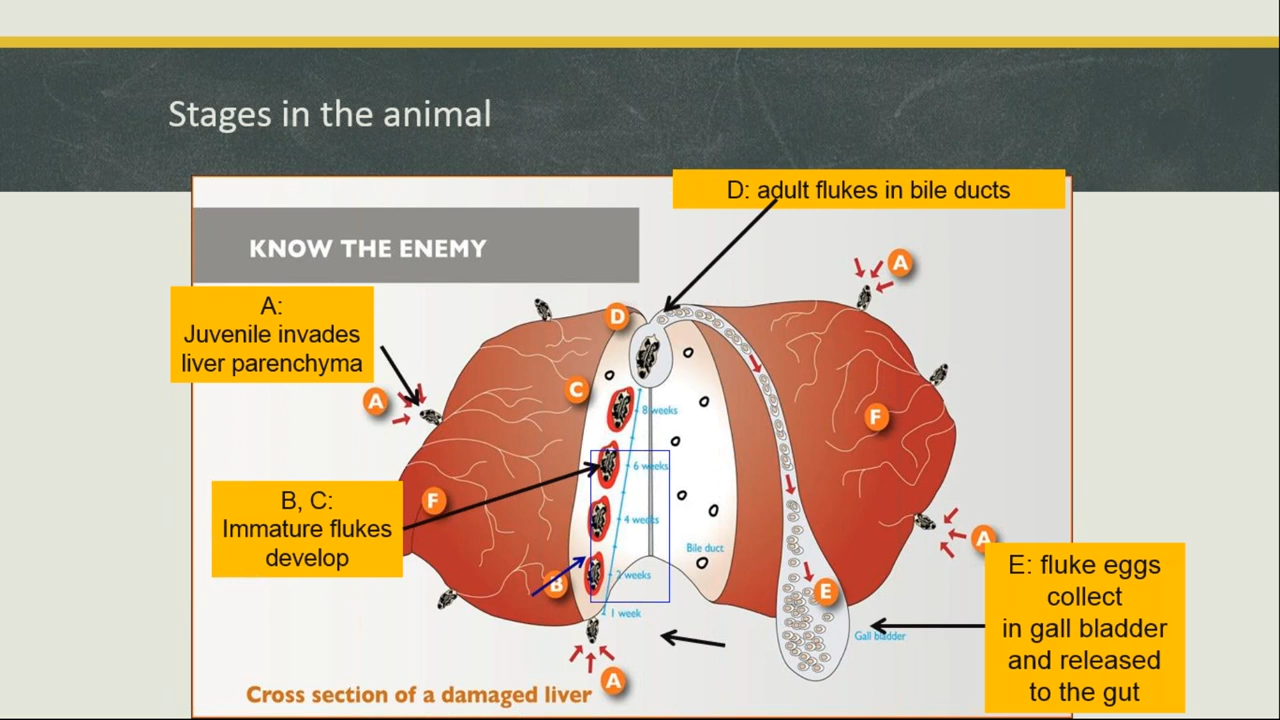 Stages in the animal
D: adult flukes in bile ducts
KNOW THE ENEMY
A
A:
Juvenile invades
liver parenchyma
D
C
A
8 weeks
F
6 weeks
B, C:
Immature flukes
develop
F
4 weeks
A
Bile duct
2 weeks
B
E
1 week
E: fluke eggs
collect
in gall bladder
and released
to the gut
Gall bladder
A
Cross section of a damaged liver